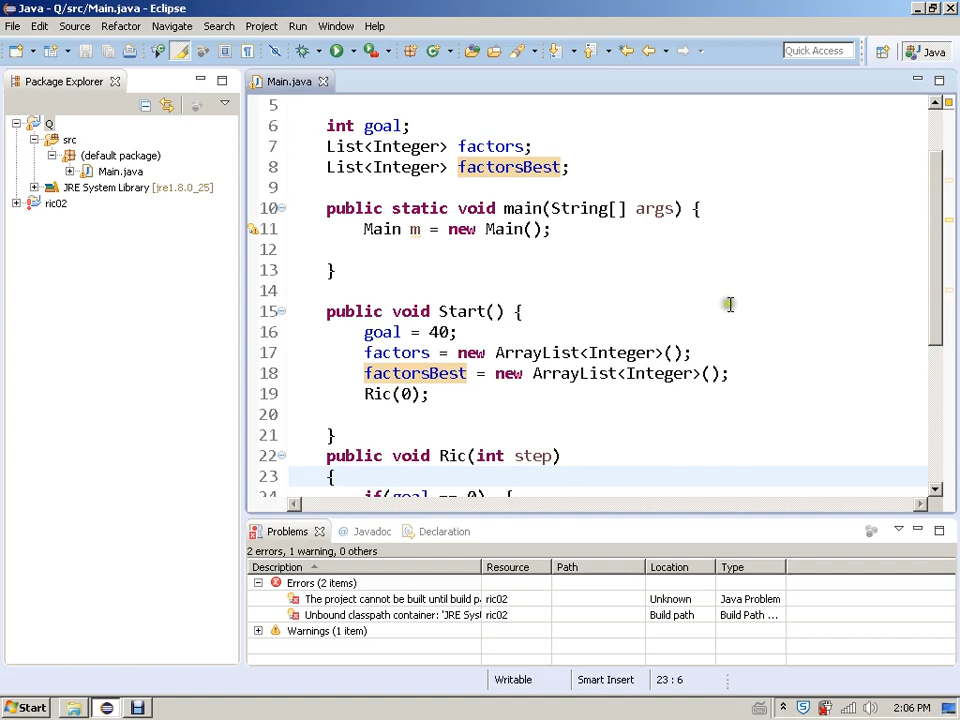 Java - Q/src/Main.java - Eclipse
File Edit Source Refactor Navigate Search Project Run Window Help
Quick Access
Java
Package Explorer
Main.java
Q
src
(default package)
Main.java
JRE System Library [jre1.8.0_25]
ric02
5
6 int goal;
7 List<Integer> factors;
8 List<Integer> factorsBest;
9
10 public static void main(String[] args) {
11 Main m = new Main();
12
13 }
14
15 public void Start() {
16 goal = 40;
17 factors = new ArrayList<Integer>();
18 factorsBest = new ArrayList<Integer>();
19 Ric(0);
20
21 }
22 public void Ric(int step)
23 {
24 if(goal == 0) {
Problems Javadoc Declaration
2 errors, 1 warning, 0 others
Description Resource Path Location Type
Errors (2 items)
The project cannot be built until build p ric02 Unknown Java Problem
Unbound classpath container: 'JRE Sys ric02 Build path Build Path ...
Warnings (1 item)
Writable Smart Insert 23 : 6
Start 2:06 PM